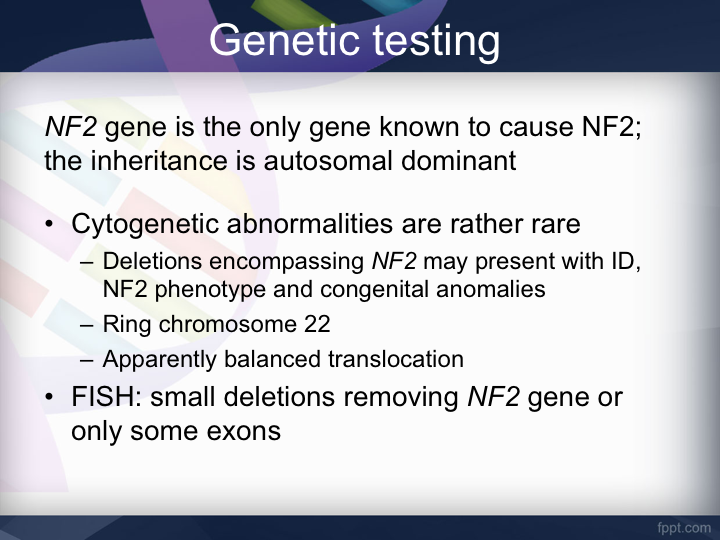 Genetic testing
NF2 gene is the only gene known to cause NF2;
the inheritance is autosomal dominant
• Cytogenetic abnormalities are rather rare
– Deletions encompassing NF2 may present with ID,
NF2 phenotype and congenital anomalies
– Ring chromosome 22
– Apparently balanced translocation
• FISH: small deletions removing NF2 gene or
only some exons
fppt.com